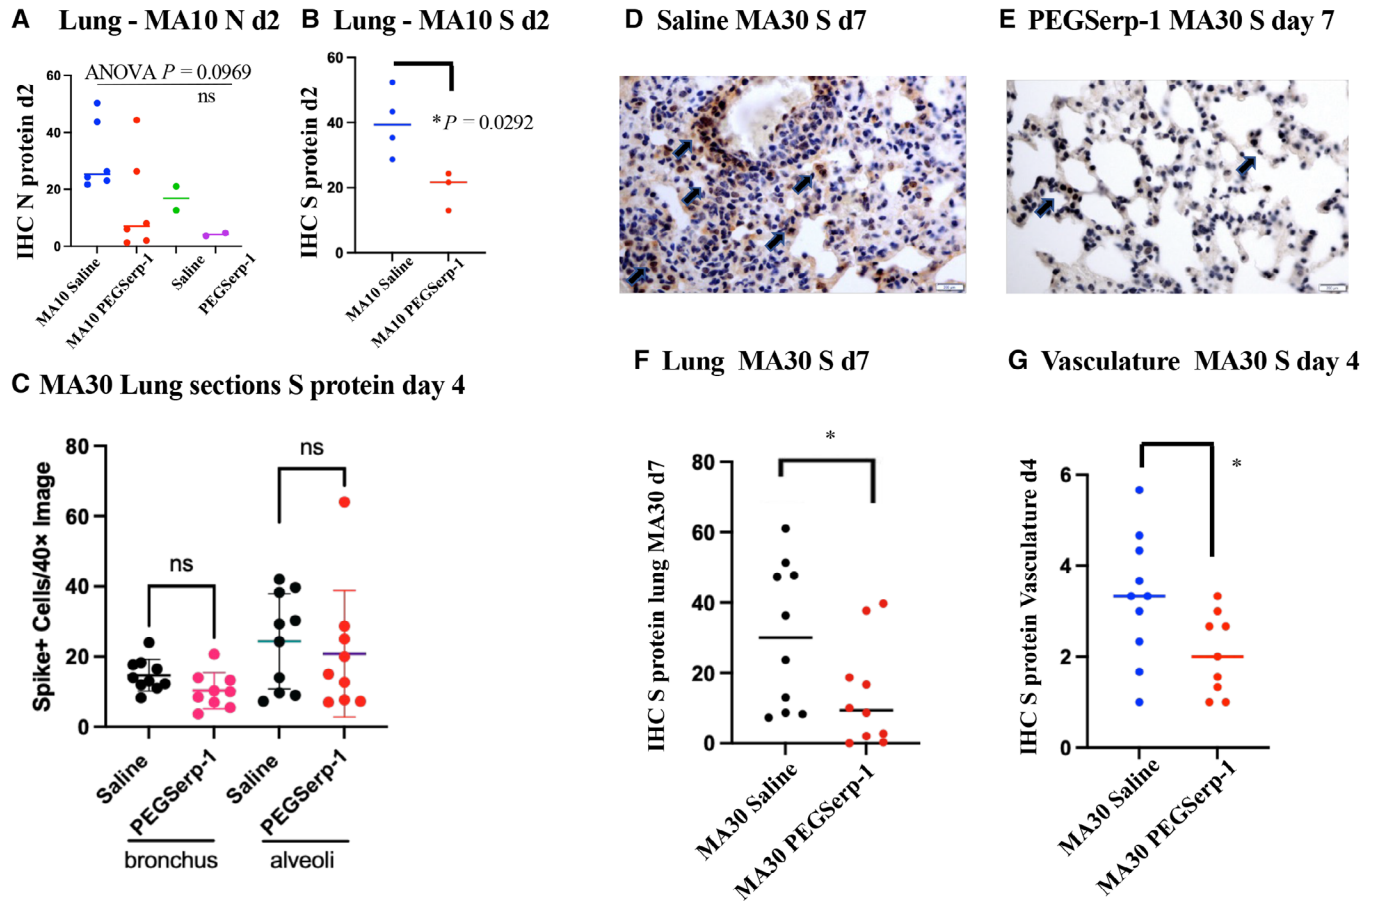 A Lung - MA10 N d2
IHC N protein d2
60
40
20
0
ANOVA P = 0.0969
ns
MA10 Saline
MA10 PEGSerp-1
Saline
PEGSerp-1
B Lung - MA10 S d2
IHC S protein d2
60
40
20
0
*P = 0.0292
MA10 Saline
MA10 PEGSerp-1
C MA30 Lung sections S protein day 4
Spike+ Cells/40× Image
80
60
40
20
0
ns
ns
Saline
PEGSerp-1
Saline
PEGSerp-1
bronchus
alveoli
D Saline MA30 S d7
E PEGSerp-1 MA30 S day 7
F Lung MA30 S d7
IHC S protein lung MA30 d7
80
60
40
20
0
*
MA30 Saline
MA30 PEGSerp-1
G Vasculature MA30 S day 4
IHC S protein Vasculature d4
6
4
2
0
*
MA30 Saline
MA30 PEGSerp-1